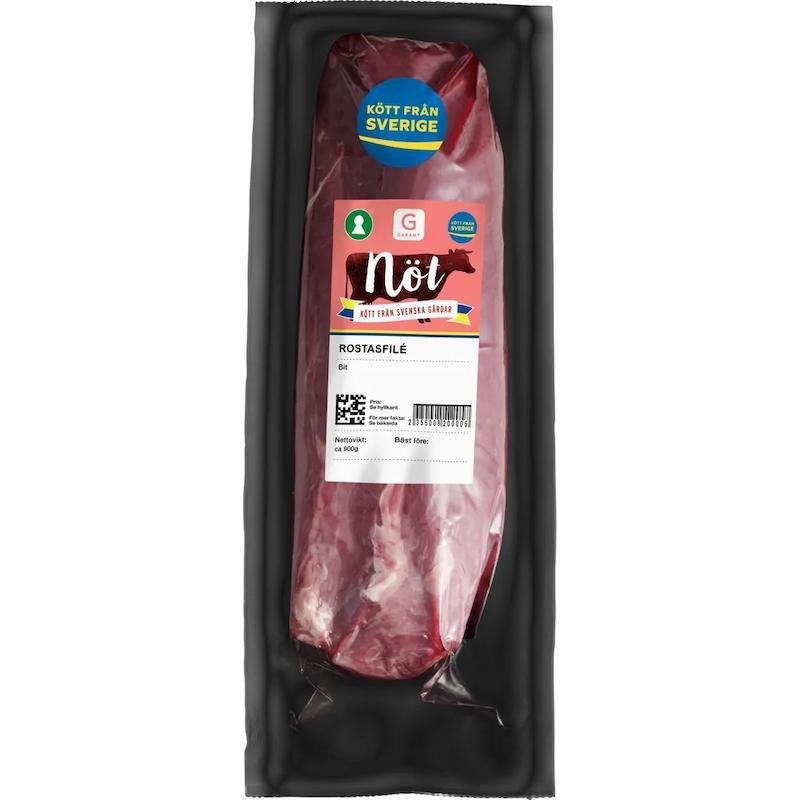 KÖTT FRÅN
SVERIGE
G
GARANT
KÖTT FRÅN
SVERIGE
Nöt
KÖTT FRÅN SVENSKA GÅRDAR
ROSTASFILÉ
Bit
Pris:
Se hyllkant
För mer fakta:
Se baksida
2355008200005
Nettovikt:
ca 900g
Bäst före: